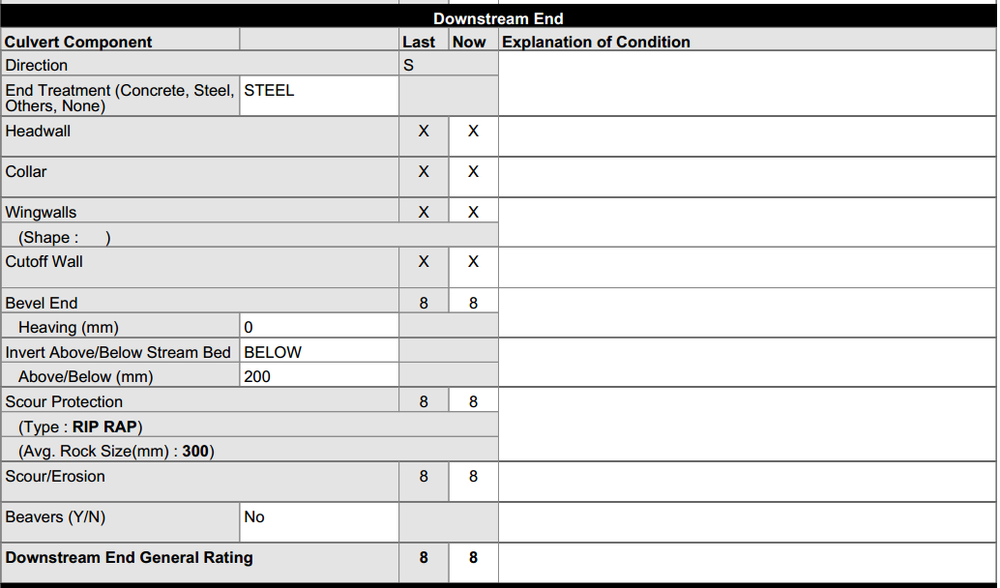 Downstream End
Culvert Component Last Now Explanation of Condition
Direction S
End Treatment (Concrete, Steel, STEEL
Others, None)
Headwall X X
Collar X X
Wingwalls X X
(Shape : )
Cutoff Wall X X
Bevel End 8 8
Heaving (mm) 0
Invert Above/Below Stream Bed BELOW
Above/Below (mm) 200
Scour Protection 8 8
(Type : RIP RAP)
(Avg. Rock Size(mm) : 300)
Scour/Erosion 8 8
Beavers (Y/N) No
Downstream End General Rating 8 8